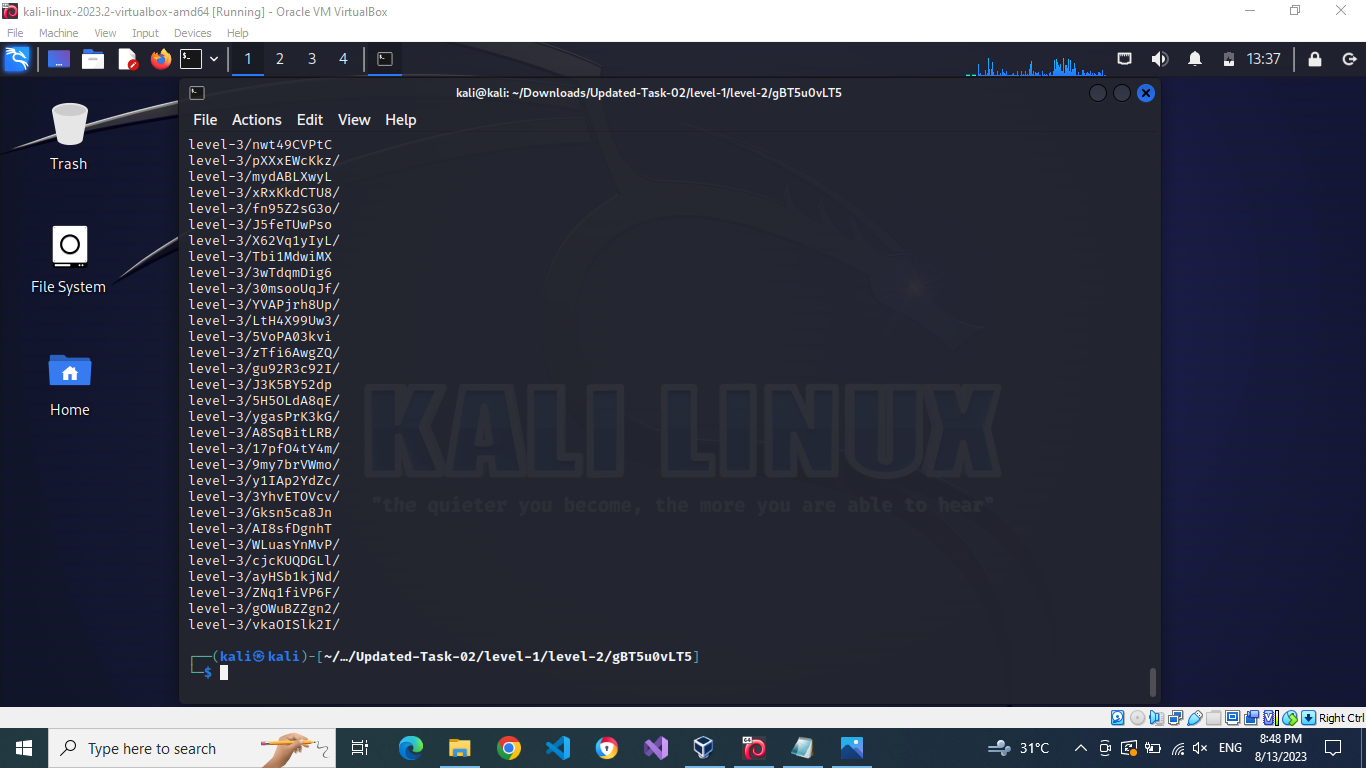 kali-linux-2023.2-virtualbox-amd64 [Running] - Oracle VM VirtualBox
File Machine View Input Devices Help
1 2 3 4 13:37
kali@kali: ~/Downloads/Updated-Task-02/level-1/level-2/gBT5u0vLT5
File Actions Edit View Help
level-3/nwt49CVPtC
level-3/pXXxEWcKkz/
level-3/mydABLXwyL
level-3/xRxKkdCTU8/
level-3/fn95Z2sG3o/
level-3/J5feTUwPso
level-3/X62Vq1yIyL/
level-3/Tbi1MdwiMX
level-3/3wTdqmDig6
level-3/30msooUqJf/
level-3/YVAPjrh8Up/
level-3/LtH4X99Uw3/
level-3/5VoPA03kvi
level-3/zTfi6AwgZQ/
level-3/gu92R3c92I/
level-3/J3K5BY52dp
level-3/5H5OLdA8qE/
level-3/ygasPrK3kG/
level-3/A8SqBitLRB/
level-3/17pfO4tY4m/
level-3/9my7brVWmo/
level-3/y1IAp2YdZc/
level-3/3YhvETOVcv/
level-3/Gksn5ca8Jn
level-3/AI8sfDgnhT
level-3/WLuasYnMvP/
level-3/cjcKUQDGLl/
level-3/ayHSb1kjNd/
level-3/ZNq1fiVP6F/
level-3/gOWuBZZgn2/
level-3/vkaOISlk2I/
(kali㉿kali)-[~/…/Updated-Task-02/level-1/level-2/gBT5u0vLT5]
$
Trash
File System
Home
KALI LINUX
"the quieter you become, the more you are able to hear"
Right Ctrl
Type here to search
31°C
ENG
8:48 PM
8/13/2023